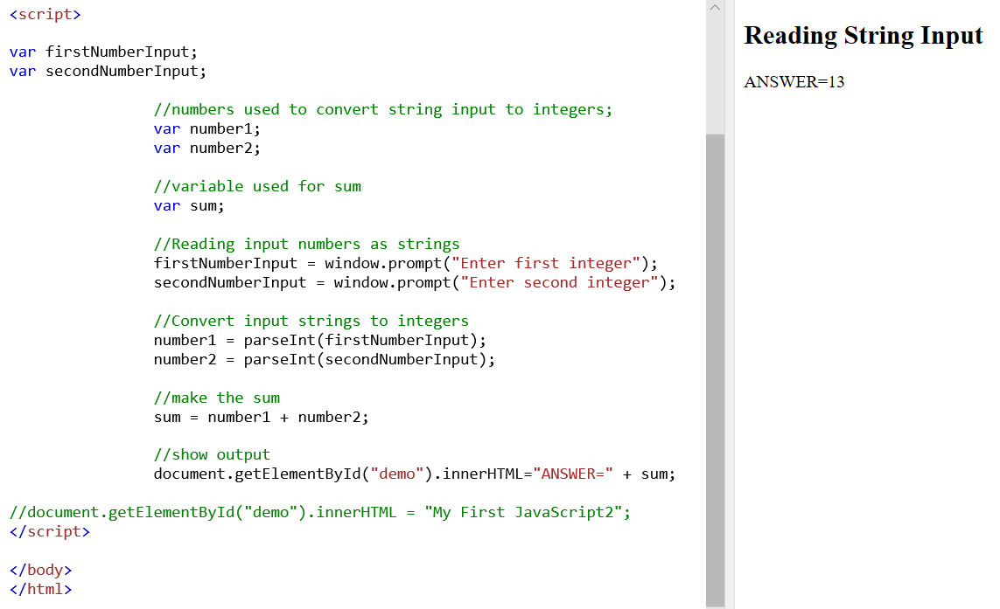 <script>
var firstNumberInput;
var secondNumberInput;
//numbers used to convert string input to integers;
var number1;
var number2;
//variable used for sum
var sum;
//Reading input numbers as strings
firstNumberInput = window.prompt("Enter first integer");
secondNumberInput = window.prompt("Enter second integer");
//Convert input strings to integers
number1 = parseInt(firstNumberInput);
number2 = parseInt(secondNumberInput);
//make the sum
sum = number1 + number2;
//show output
document.getElementById("demo").innerHTML="ANSWER=" + sum;
//document.getElementById("demo").innerHTML = "My First JavaScript2";
</script>
</body>
</html>
Reading String Input
ANSWER=13